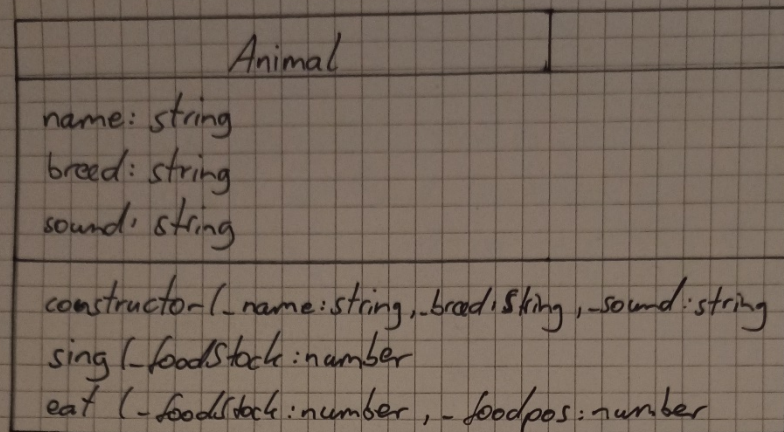 Animal
name: string
breed: string
sound: string
constructor (_name: string, _breed: string, _sound: string
sing (_foodStock: number
eat (_foodStock: number, _foodpos: number